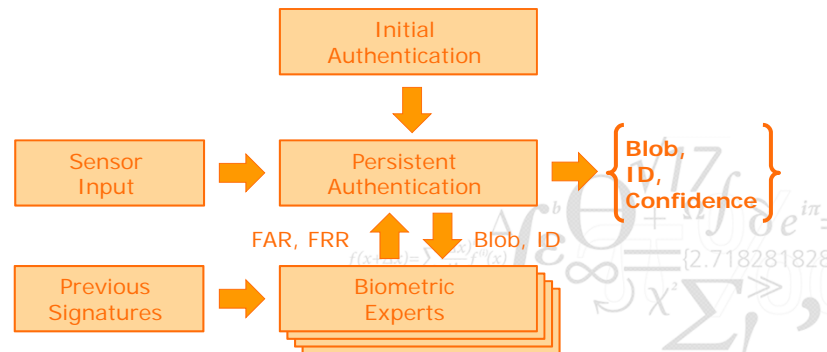 Initial
Authentication
Sensor
Input
Persistent
Authentication
Blob,
ID,
Confidence
FAR, FRR
Blob, ID
Previous
Signatures
Biometric
Experts
{2.718281828